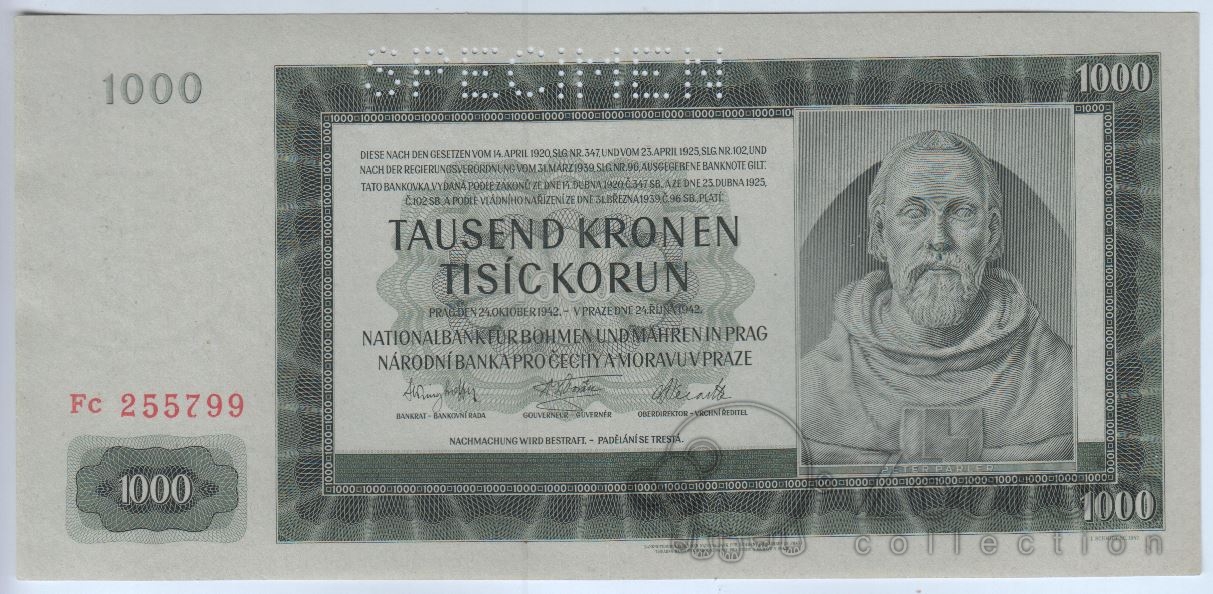 SPECIMEN
1000
1000
DIESE NACH DEN GESETZEN VOM 14. APRIL 1920, SLG. NR. 347, UND VOM 23. APRIL 1925, SLG. NR. 102, UND
NACH DER REGIERUNGSVERORDNUNG VOM 31. MÄRZ 1939, SLG. NR. 96, AUSGEGEBENE BANKNOTE GILT.
TATO BANKOVKA, VYDANÁ PODLE ZÁKONŮ ZE DNE 14. DUBNA 1920, Č. 347 SB. A ZE DNE 23. DUBNA 1925,
Č. 102 SB. A PODLE VLÁDNÍHO NAŘÍZENÍ ZE DNE 31. BŘEZNA 1939, Č. 96 SB., PLATÍ
TAUSEND KRONEN
TISÍC KORUN
PRAG, DEN 24. OKTOBER 1942. – V PRAZE DNE 24. ŘÍJNA 1942.
NATIONALBANK FÜR BÖHMEN UND MÄHREN IN PRAG
NÁRODNÍ BANKA PRO ČECHY A MORAVU V PRAZE
BANKRAT – BANKOVNÍ RADA
GOUVERNEUR – GUVERNÉR
OBERDIREKTOR – VRCHNÍ ŘEDITEL
NACHMACHUNG WIRD BESTRAFT. – PADĚLÁNÍ SE TRESTÁ.
PETER PARLER
Fc 255799
1000
1000
collection